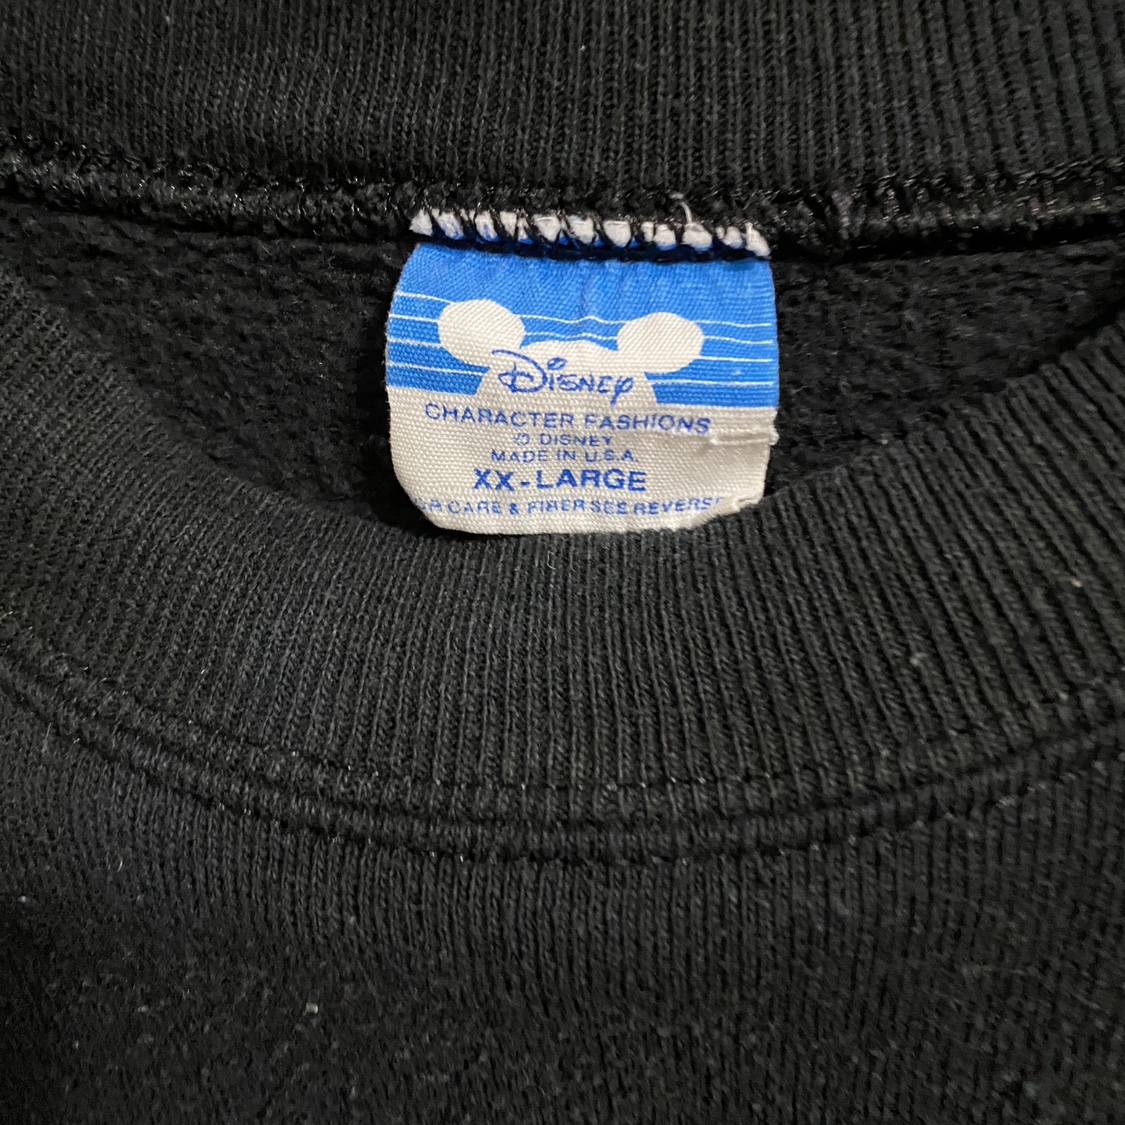 Disney
CHARACTER FASHIONS
© DISNEY
MADE IN U.S.A.
XX-LARGE
CARE & FIBER SEE REVERSE